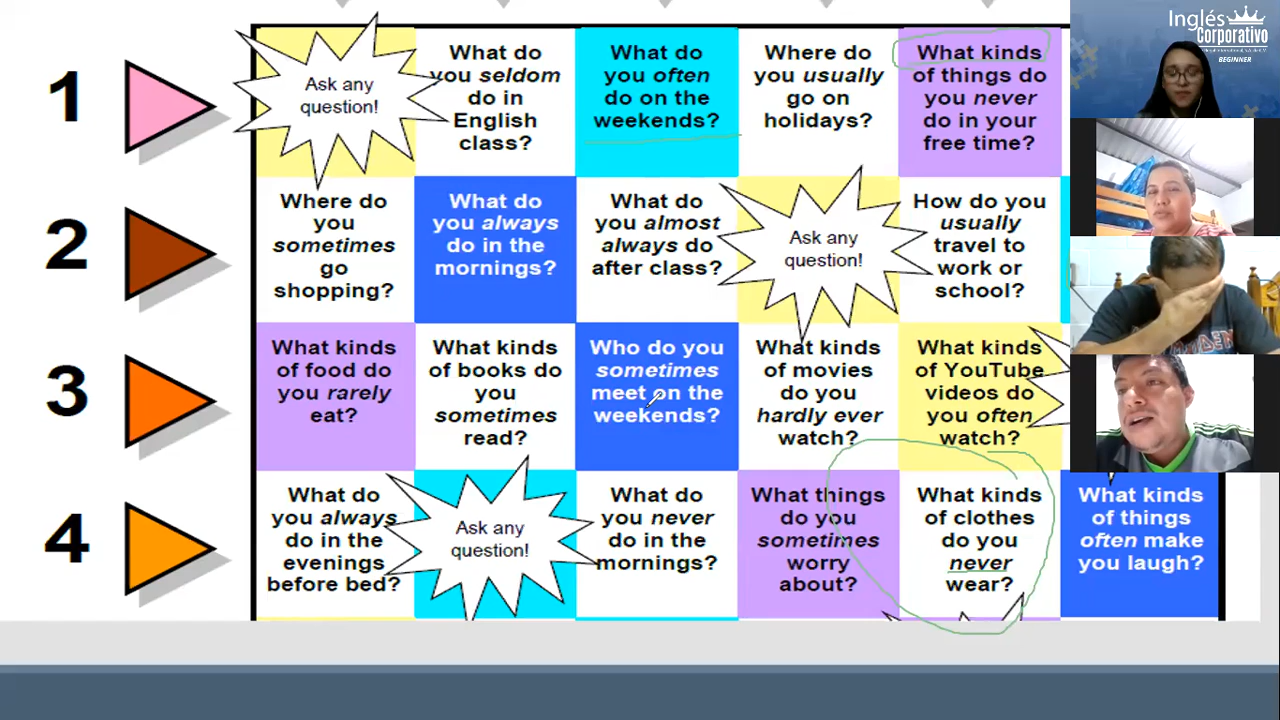 1
Ask any
question!
What do
you seldom
do in
English
class?
What do
you often
do on the
weekends?
Where do
you usually
go on
holidays?
What kinds
of things do
you never
do in your
free time?
2
Where do
you
sometimes
go
shopping?
What do
you always
do in the
mornings?
What do
you almost
always do
after class?
Ask any
question!
How do you
usually
travel to
work or
school?
3
What kinds
of food do
you rarely
eat?
What kinds
of books do
you
sometimes
read?
Who do you
sometimes
meet on the
weekends?
What kinds
of movies
do you
hardly ever
watch?
What kinds
of YouTube
videos do
you often
watch?
4
What do
you always
do in the
evenings
before bed?
Ask any
question!
What do
you never
do in the
mornings?
What things
do you
sometimes
worry
about?
What kinds
of clothes
do you
never
wear?
What kinds
of things
often make
you laugh?
Inglés
Corporativo
BEGINNER